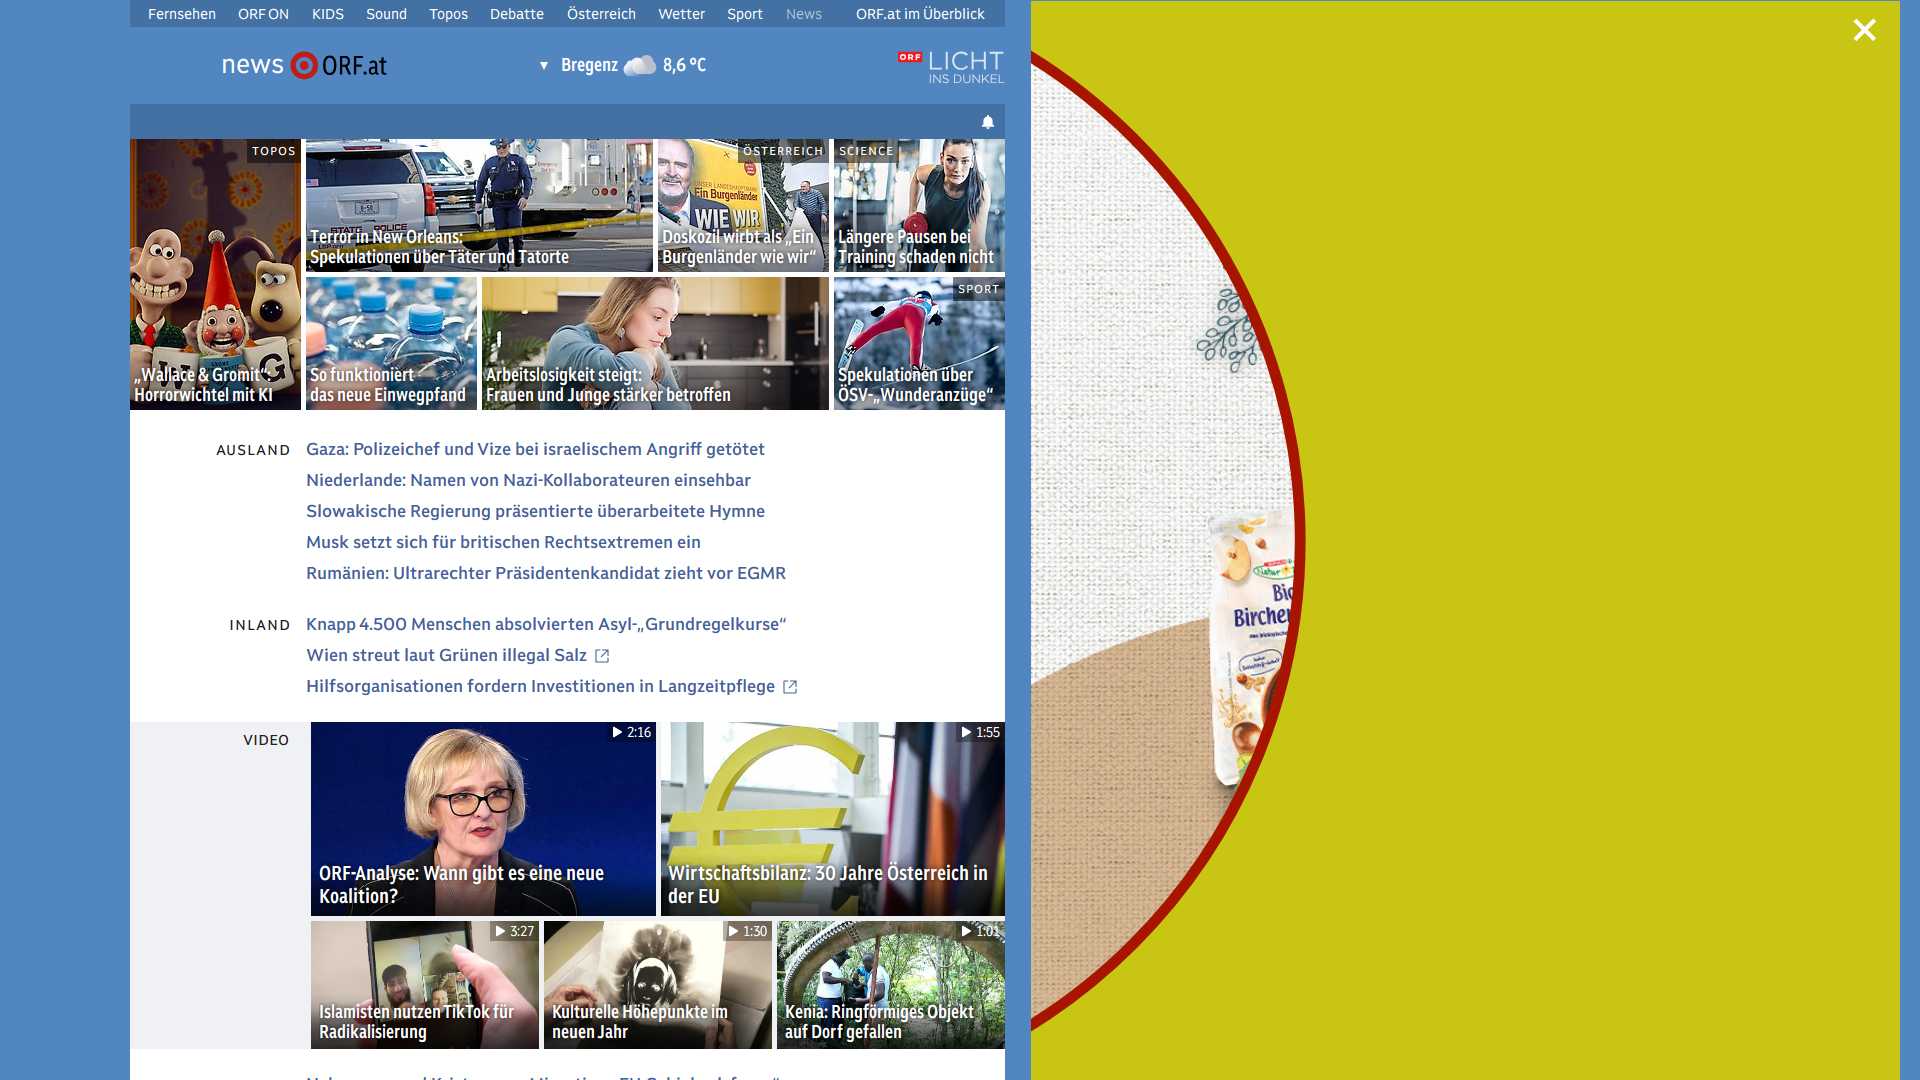 Fernsehen ORF ON KIDS Sound Topos Debatte Österreich Wetter Sport News ORF.at im Überblick
news ORF.at
Bregenz 8,6 °C
ORF LICHT
INS DUNKEL
TOPOS
„Wallace & Gromit“:
Horrorwichtel mit KI
STATE POLICE
Terror in New Orleans:
Spekulationen über Täter und Tatorte
ÖSTERREICH
Ein Burgenländer
WIE WIR
Doskozil wirbt als „Ein
Burgenländer wie wir“
SCIENCE
Längere Pausen bei
Training schaden nicht
So funktioniert
das neue Einwegpfand
Arbeitslosigkeit steigt:
Frauen und Junge stärker betroffen
SPORT
Spekulationen über
ÖSV-„Wunderanzüge“
AUSLAND
Gaza: Polizeichef und Vize bei israelischem Angriff getötet
Niederlande: Namen von Nazi-Kollaborateuren einsehbar
Slowakische Regierung präsentierte überarbeitete Hymne
Musk setzt sich für britischen Rechtsextremen ein
Rumänien: Ultrarechter Präsidentenkandidat zieht vor EGMR
INLAND
Knapp 4.500 Menschen absolvierten Asyl-„Grundregelkurse“
Wien streut laut Grünen illegal Salz
Hilfsorganisationen fordern Investitionen in Langzeitpflege
VIDEO
2:16
ORF-Analyse: Wann gibt es eine neue
Koalition?
1:55
Wirtschaftsbilanz: 30 Jahre Österreich in
der EU
3:27
Islamisten nutzen TikTok für
Radikalisierung
1:30
Kulturelle Höhepunkte im
neuen Jahr
1:01
Kenia: Ringförmiges Objekt
auf Dorf gefallen
Natur
Bio
Bircher